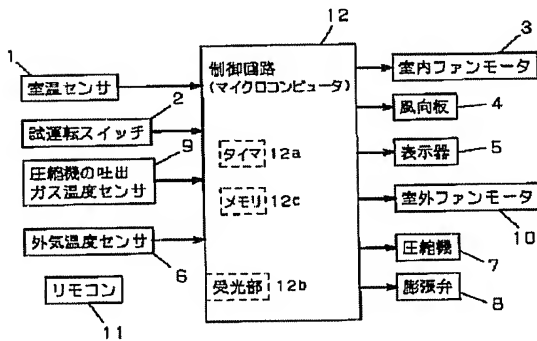 12
1
3
制御回路
(マイクロコンピュータ)
室温センサ
室内ファンモータ
2
風向板
4
試運転スイッチ
9
タイマ 12a
表示器
5
圧縮機の吐出
ガス温度センサ
メモリ 12c
室外ファンモータ
10
外気温度センサ
6
圧縮機
7
リモコン
11
受光部 12b
膨張弁
8